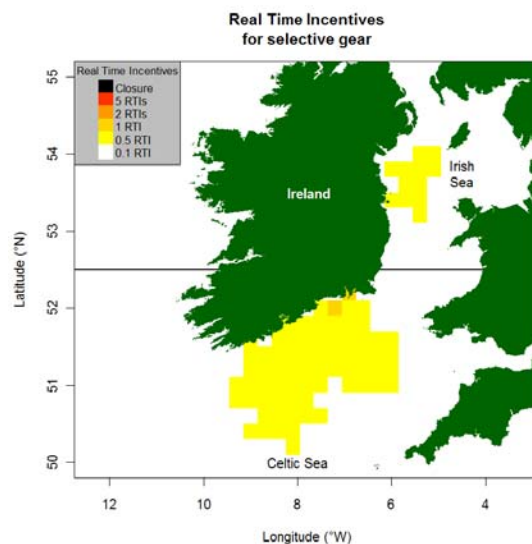 Real Time Incentives
for selective gear
Real Time Incentives
Closure
5 RTIs
2 RTIs
1 RTI
0.5 RTI
0.1 RTI
Ireland
Irish
Sea
Celtic Sea
Latitude (°N)
55
54
53
52
51
50
12
10
8
6
4
Longitude (°W)